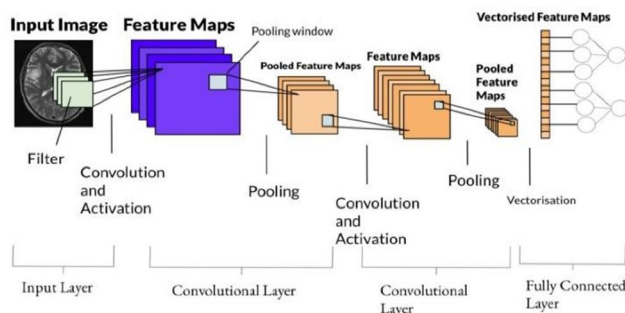 Input Image
Feature Maps
Vectorised Feature Maps
Pooling window
Pooled Feature Maps
Feature Maps
Pooled
Feature
Maps
Filter
Convolution
and
Activation
Pooling
Convolution
and
Activation
Pooling
Vectorisation
Input Layer
Convolutional Layer
Convolutional
Layer
Fully Connected
Layer